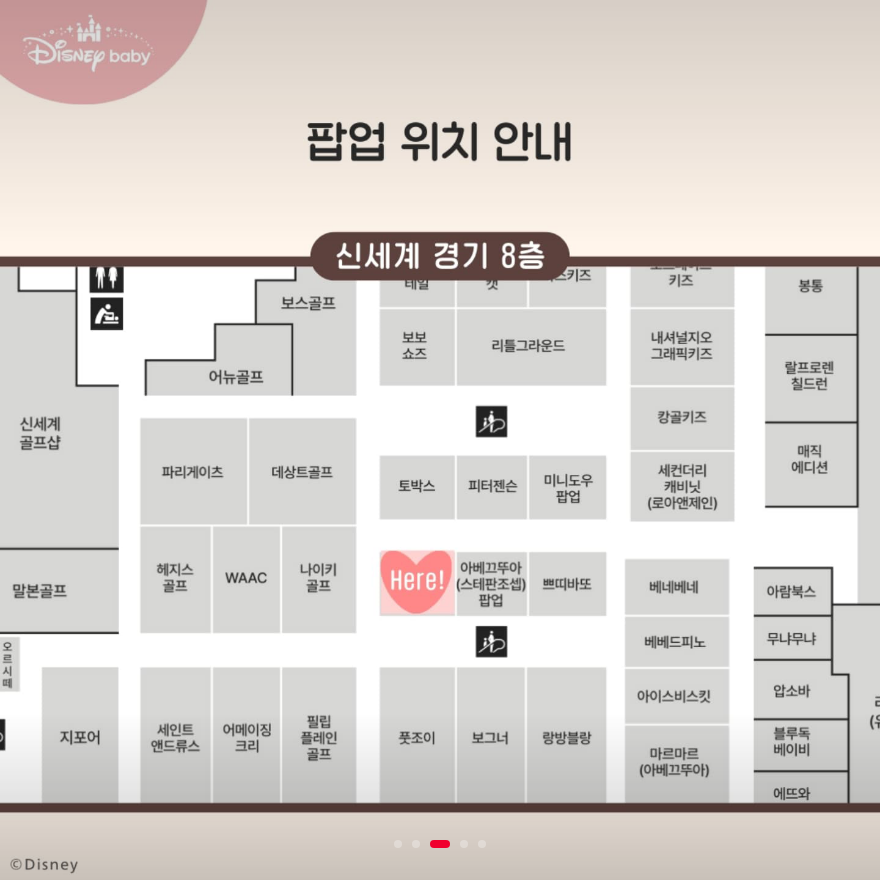 Disney baby
팝업 위치 안내
신세계 경기 8층
테일
캣
키즈
키즈
봉통
보스골프
보보
쇼즈
리틀그라운드
내셔널지오
그래픽키즈
어뉴골프
랄프로렌
칠드런
신세계
골프샵
캉골키즈
매직
에디션
파리게이츠
데상트골프
토박스
피터젠슨
미니도우
팝업
세컨더리
캐비닛
(로아앤제인)
헤지스
골프
WAAC
나이키
골프
Here!
아베끄뚜아
(스테판조셉)
팝업
쁘띠바또
베네베네
말본골프
아람북스
베베드피노
무냐무냐
오
르
시
떼
아이스비스킷
압소바
지포어
세인트
앤드류스
어메이징
크리
필립
플레인
골프
풋조이
보그너
랑방블랑
마르마르
(아베끄뚜아)
블루독
베이비
에뜨와
©Disney